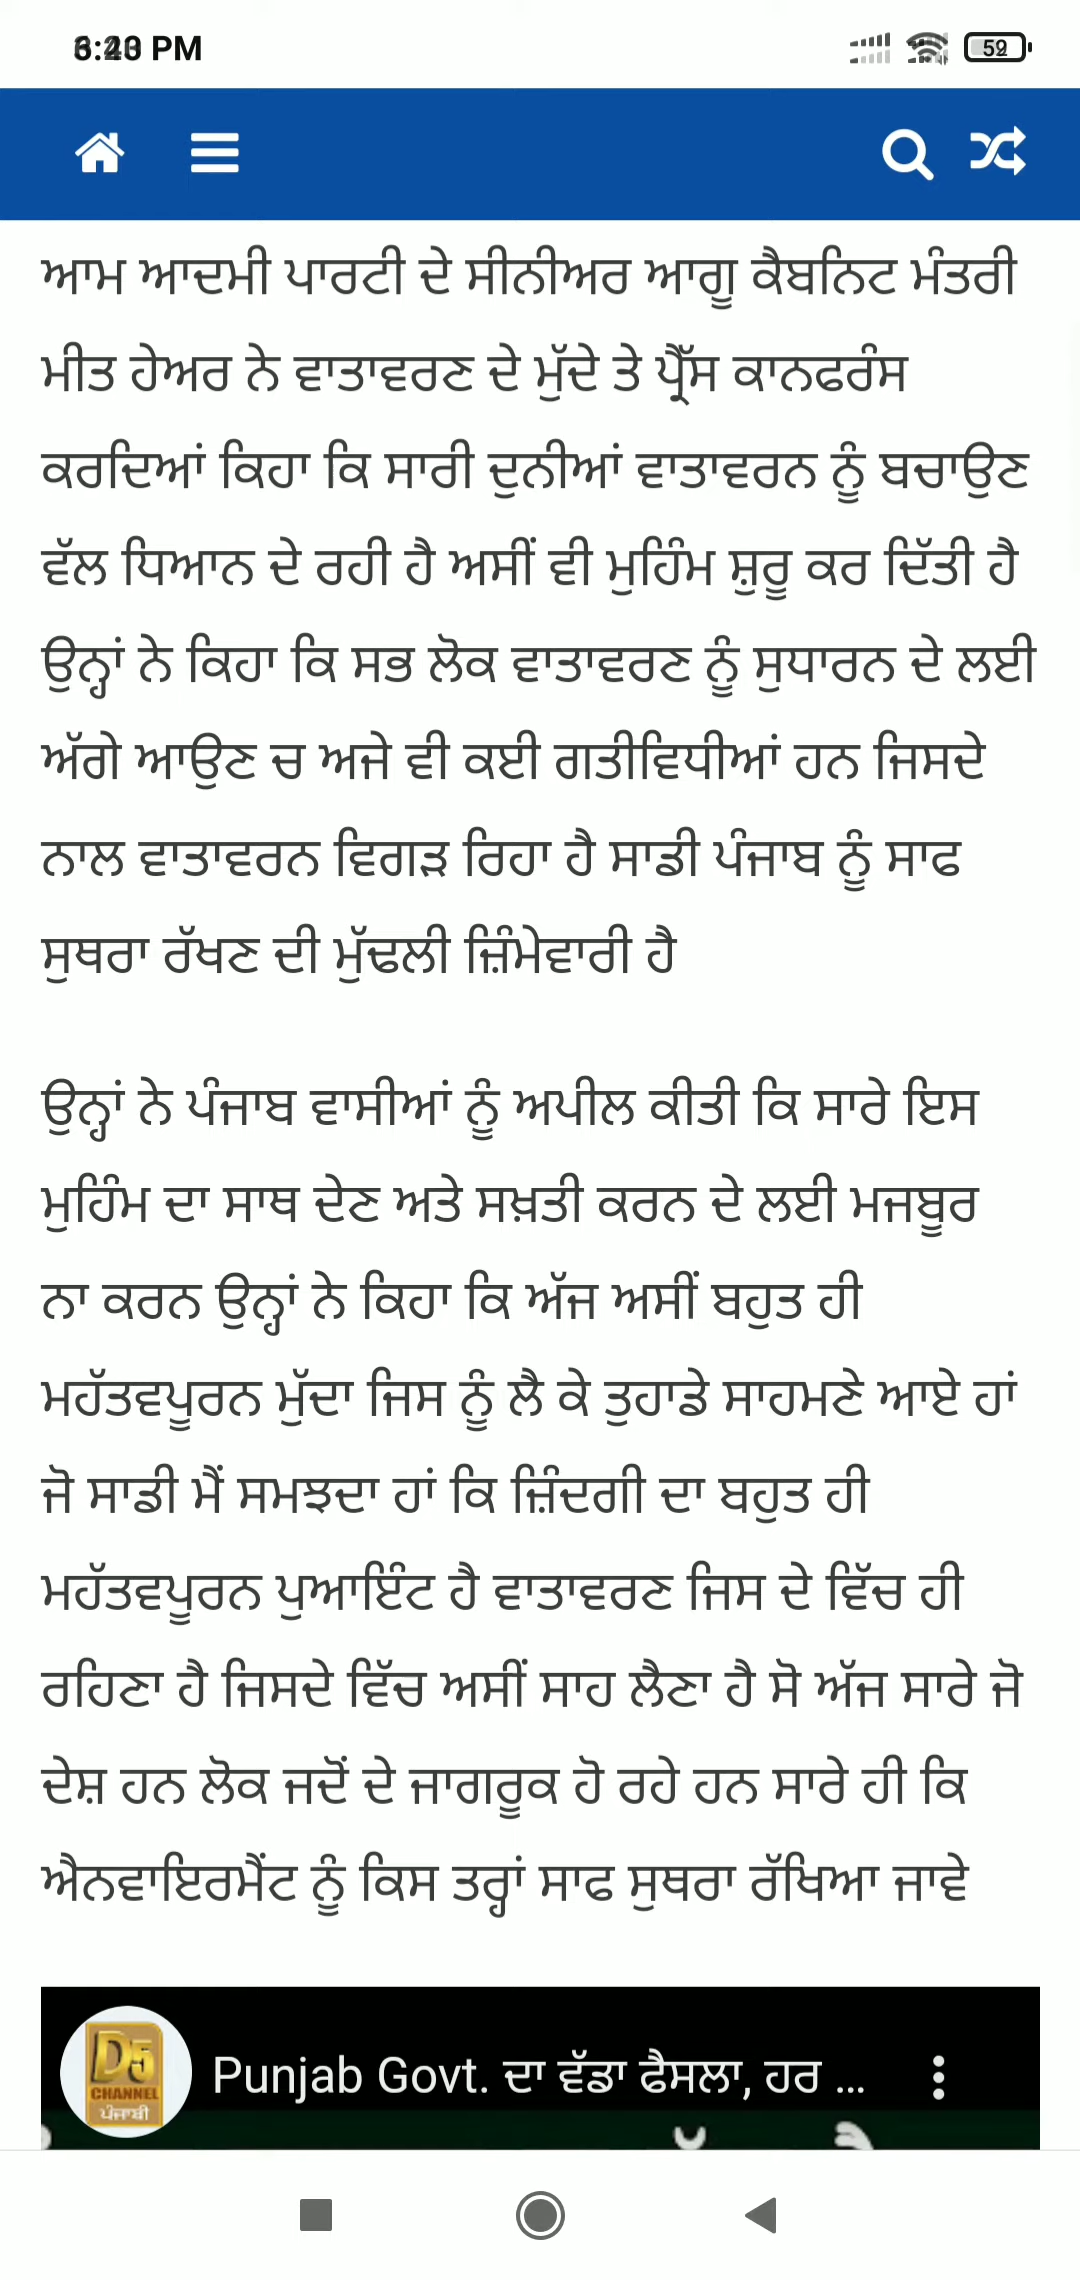 PM
52
ਆਮ ਆਦਮੀ ਪਾਰਟੀ ਦੇ ਸੀਨੀਅਰ ਆਗੂ ਕੈਬਨਿਟ ਮੰਤਰੀ
ਮੀਤ ਹੇਅਰ ਨੇ ਵਾਤਾਵਰਣ ਦੇ ਮੁੱਦੇ ਤੇ ਪ੍ਰੈੱਸ ਕਾਨਫਰੰਸ
ਕਰਦਿਆਂ ਕਿਹਾ ਕਿ ਸਾਰੀ ਦੁਨੀਆਂ ਵਾਤਾਵਰਨ ਨੂੰ ਬਚਾਉਣ
ਵੱਲ ਧਿਆਨ ਦੇ ਰਹੀ ਹੈ ਅਸੀਂ ਵੀ ਮੁਹਿੰਮ ਸ਼ੁਰੂ ਕਰ ਦਿੱਤੀ ਹੈ
ਉਨ੍ਹਾਂ ਨੇ ਕਿਹਾ ਕਿ ਸਭ ਲੋਕ ਵਾਤਾਵਰਣ ਨੂੰ ਸੁਧਾਰਨ ਦੇ ਲਈ
ਅੱਗੇ ਆਉਣ ਚ ਅਜੇ ਵੀ ਕਈ ਗਤੀਵਿਧੀਆਂ ਹਨ ਜਿਸਦੇ
ਨਾਲ ਵਾਤਾਵਰਨ ਵਿਗੜ ਰਿਹਾ ਹੈ ਸਾਡੀ ਪੰਜਾਬ ਨੂੰ ਸਾਫ
ਸੁਥਰਾ ਰੱਖਣ ਦੀ ਮੁੱਢਲੀ ਜ਼ਿੰਮੇਵਾਰੀ ਹੈ
ਉਨ੍ਹਾਂ ਨੇ ਪੰਜਾਬ ਵਾਸੀਆਂ ਨੂੰ ਅਪੀਲ ਕੀਤੀ ਕਿ ਸਾਰੇ ਇਸ
ਮੁਹਿੰਮ ਦਾ ਸਾਥ ਦੇਣ ਅਤੇ ਸਖ਼ਤੀ ਕਰਨ ਦੇ ਲਈ ਮਜਬੂਰ
ਨਾ ਕਰਨ ਉਨ੍ਹਾਂ ਨੇ ਕਿਹਾ ਕਿ ਅੱਜ ਅਸੀਂ ਬਹੁਤ ਹੀ
ਮਹੱਤਵਪੂਰਨ ਮੁੱਦਾ ਜਿਸ ਨੂੰ ਲੈ ਕੇ ਤੁਹਾਡੇ ਸਾਹਮਣੇ ਆਏ ਹਾਂ
ਜੋ ਸਾਡੀ ਮੈਂ ਸਮਝਦਾ ਹਾਂ ਕਿ ਜ਼ਿੰਦਗੀ ਦਾ ਬਹੁਤ ਹੀ
ਮਹੱਤਵਪੂਰਨ ਪੁਆਇੰਟ ਹੈ ਵਾਤਾਵਰਣ ਜਿਸ ਦੇ ਵਿੱਚ ਹੀ
ਰਹਿਣਾ ਹੈ ਜਿਸਦੇ ਵਿੱਚ ਅਸੀਂ ਸਾਹ ਲੈਣਾ ਹੈ ਸੋ ਅੱਜ ਸਾਰੇ ਜੋ
ਦੇਸ਼ ਹਨ ਲੋਕ ਜਦੋਂ ਦੇ ਜਾਗਰੂਕ ਹੋ ਰਹੇ ਹਨ ਸਾਰੇ ਹੀ ਕਿ
ਐਨਵਾਇਰਮੈਂਟ ਨੂੰ ਕਿਸ ਤਰ੍ਹਾਂ ਸਾਫ ਸੁਥਰਾ ਰੱਖਿਆ ਜਾਵੇ
D5
CHANNEL
ਪੰਜਾਬੀ
Punjab Govt. ਦਾ ਵੱਡਾ ਫੈਸਲਾ, ਹਰ ...